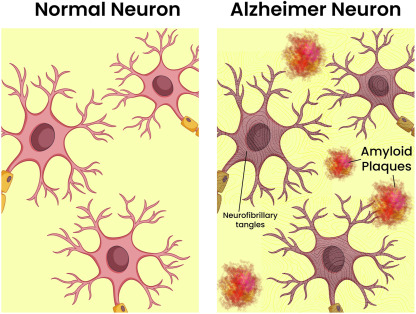 Normal Neuron
Alzheimer Neuron
Amyloid
Plaques
Neurofibrillary
tangles